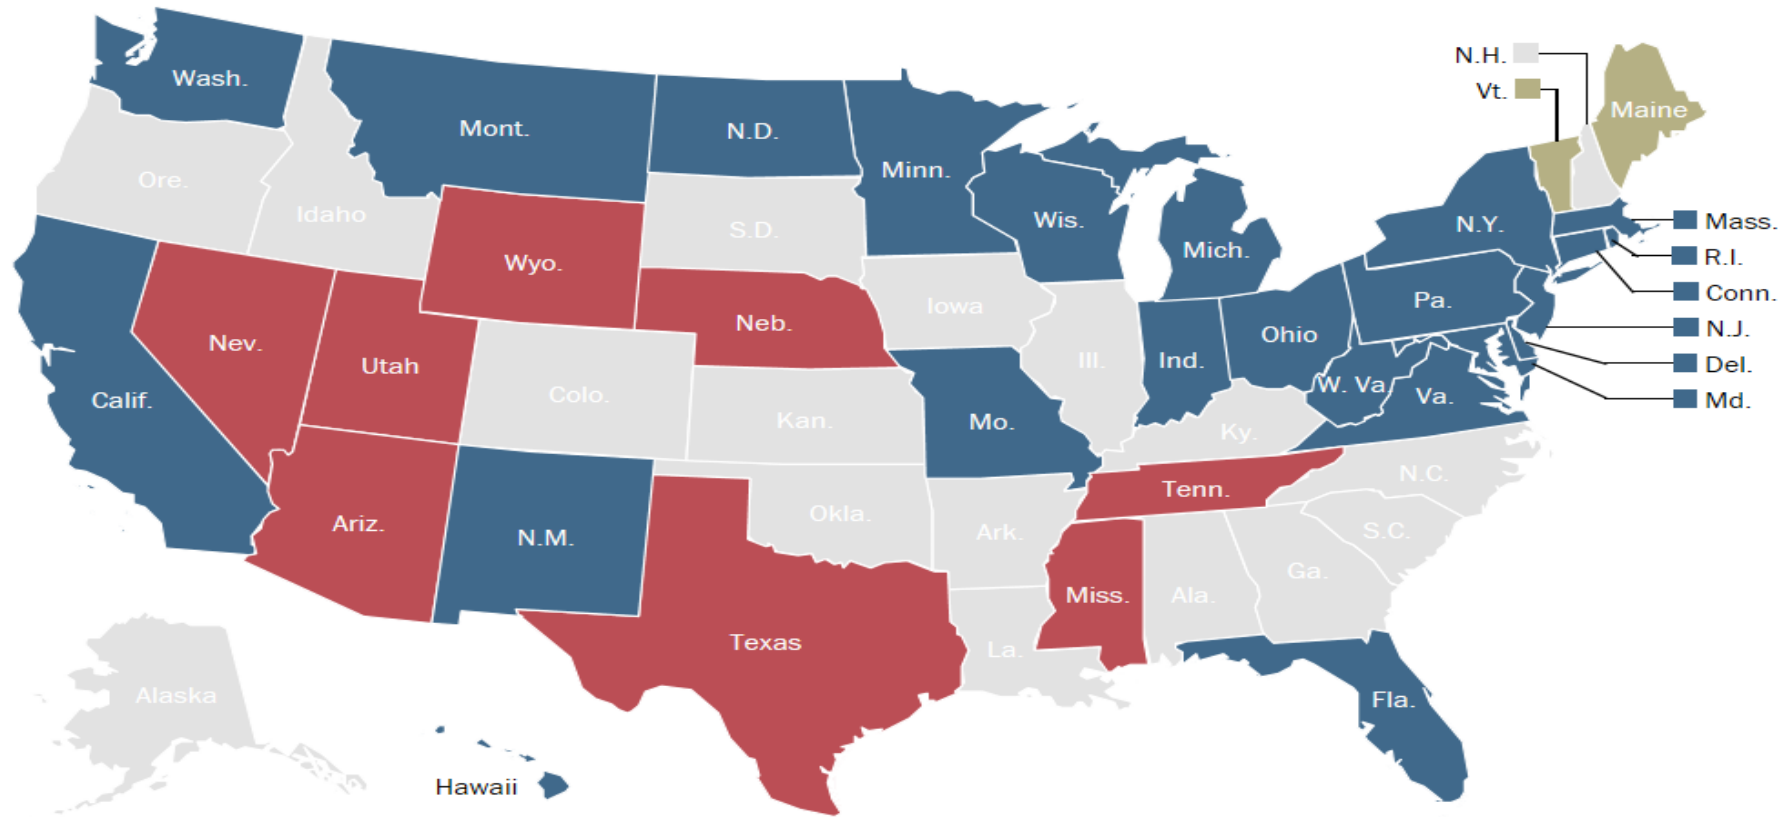 Wash.
Mont.
N.D.
Minn.
N.H.
Vt.
Maine
Ore.
Idaho
Wyo.
S.D.
Wis.
Mich.
N.Y.
Mass.
R.I.
Conn.
N.J.
Del.
Md.
Nev.
Utah
Colo.
Neb.
Iowa
Ill.
Ind.
Ohio
Pa.
Calif.
Kan.
Mo.
Ky.
W. Va.
Va.
Ariz.
N.M.
Okla.
Ark.
Tenn.
N.C.
S.C.
Texas
La.
Miss.
Ala.
Ga.
Fla.
Alaska
Hawaii